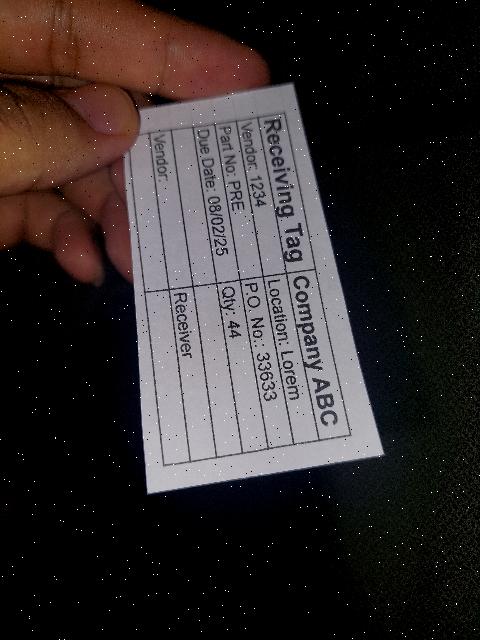 Receiving Tag Company ABC
Vendor: 1234 Location: Lorem
Part No: PRE P.O. No.: 33633
Due Date: 08/02/25 Qty: 44
Vendor: Receiver